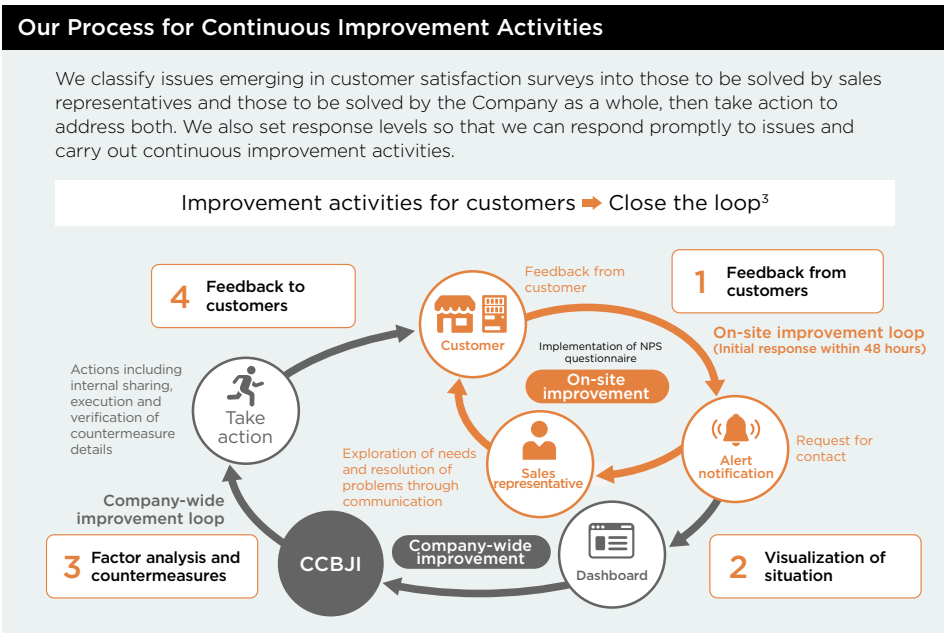 Our Process for Continuous Improvement Activities
We classify issues emerging in customer satisfaction surveys into those to be solved by sales
representatives and those to be solved by the Company as a whole, then take action to
address both. We also set response levels so that we can respond promptly to issues and
carry out continuous improvement activities.
Improvement activities for customers ➡ Close the loop³
4 Feedback to
customers
Feedback from
customer
1 Feedback from
customers
Customer
On-site improvement loop
(Initial response within 48 hours)
Implementation of NPS
questionnaire
On-site
improvement
Actions including
internal sharing,
execution and
verification of
countermeasure
details
Take
action
Exploration of needs
and resolution of
problems through
communication
Sales
representative
Alert
notification
Request for
contact
Company-wide
improvement loop
3 Factor analysis and
countermeasures
CCBJI
Company-wide
improvement
Dashboard
2 Visualization of
situation